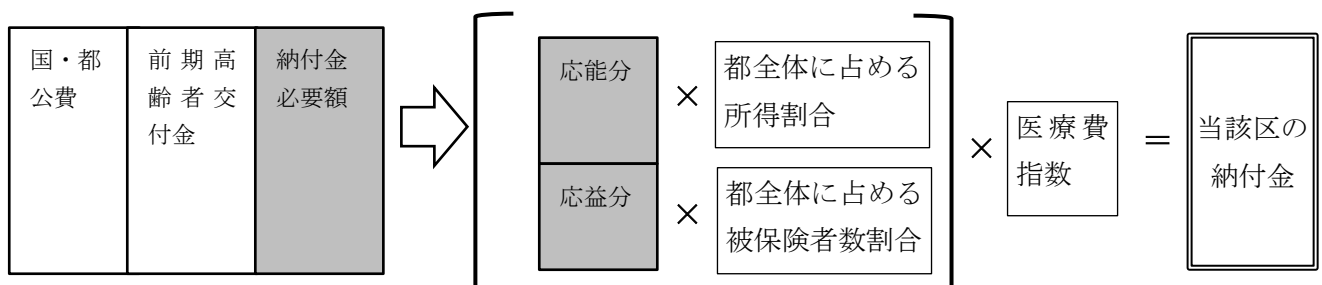 国・都
公費
前期高
齢者交
付金
納付金
必要額
応能分
×
都全体に占める
所得割合
応益分
×
都全体に占める
被保険者数割合
×
医療費
指数
＝
当該区の
納付金